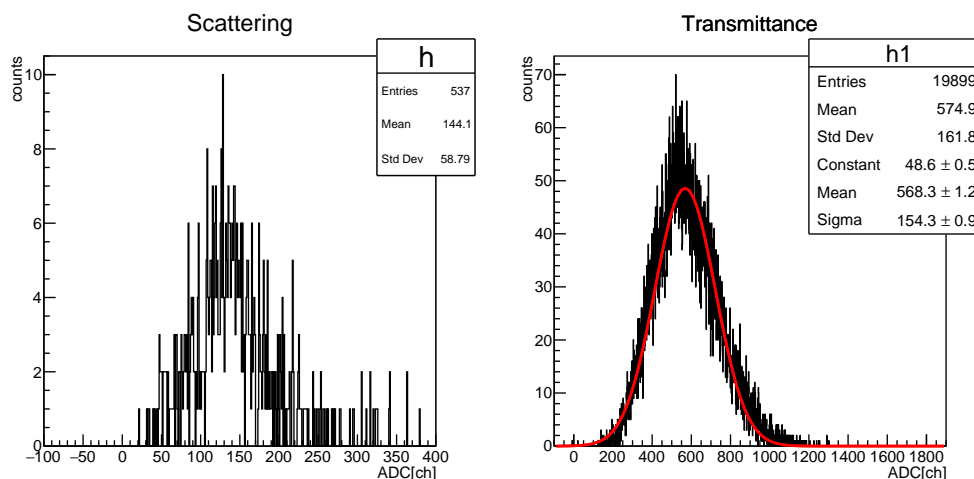 Scattering
counts
10
8
6
4
2
0
−100 −50 0 50 100 150 200 250 300 350 400
ADC[ch]
h
Entries 537
Mean 144.1
Std Dev 58.79
Transmittance
counts
70
60
50
40
30
20
10
0
0 200 400 600 800 1000 1200 1400 1600 1800
ADC[ch]
h1
Entries 19899
Mean 574.9
Std Dev 161.8
Constant 48.6 ± 0.5
Mean 568.3 ± 1.2
Sigma 154.3 ± 0.9